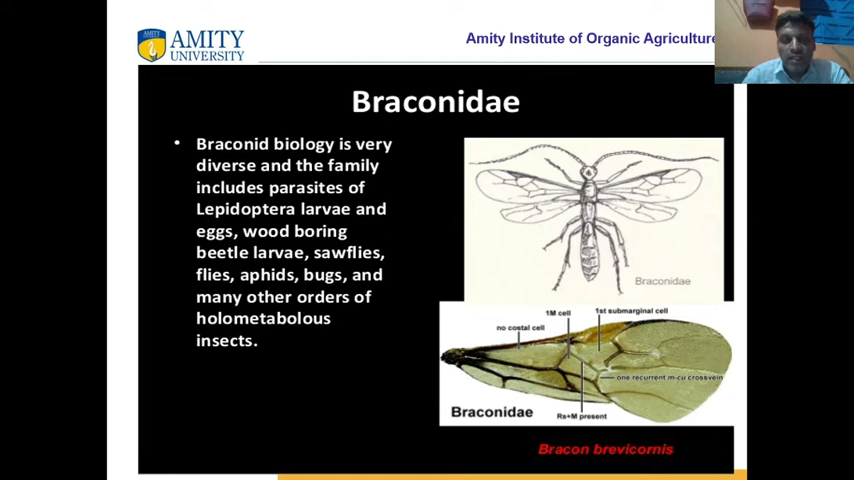 AMITY
AMITY
UNIVERSITY
Amity Institute of Organic Agriculture
Braconidae
• Braconid biology is very
diverse and the family
includes parasites of
Lepidoptera larvae and
eggs, wood boring
beetle larvae, sawflies,
flies, aphids, bugs, and
many other orders of
holometabolous
insects.
Braconidae
1M cell
1st submarginal cell
no costal cell
one recurrent m-cu crossvein
Braconidae
Rs+M present
Bracon brevicornis